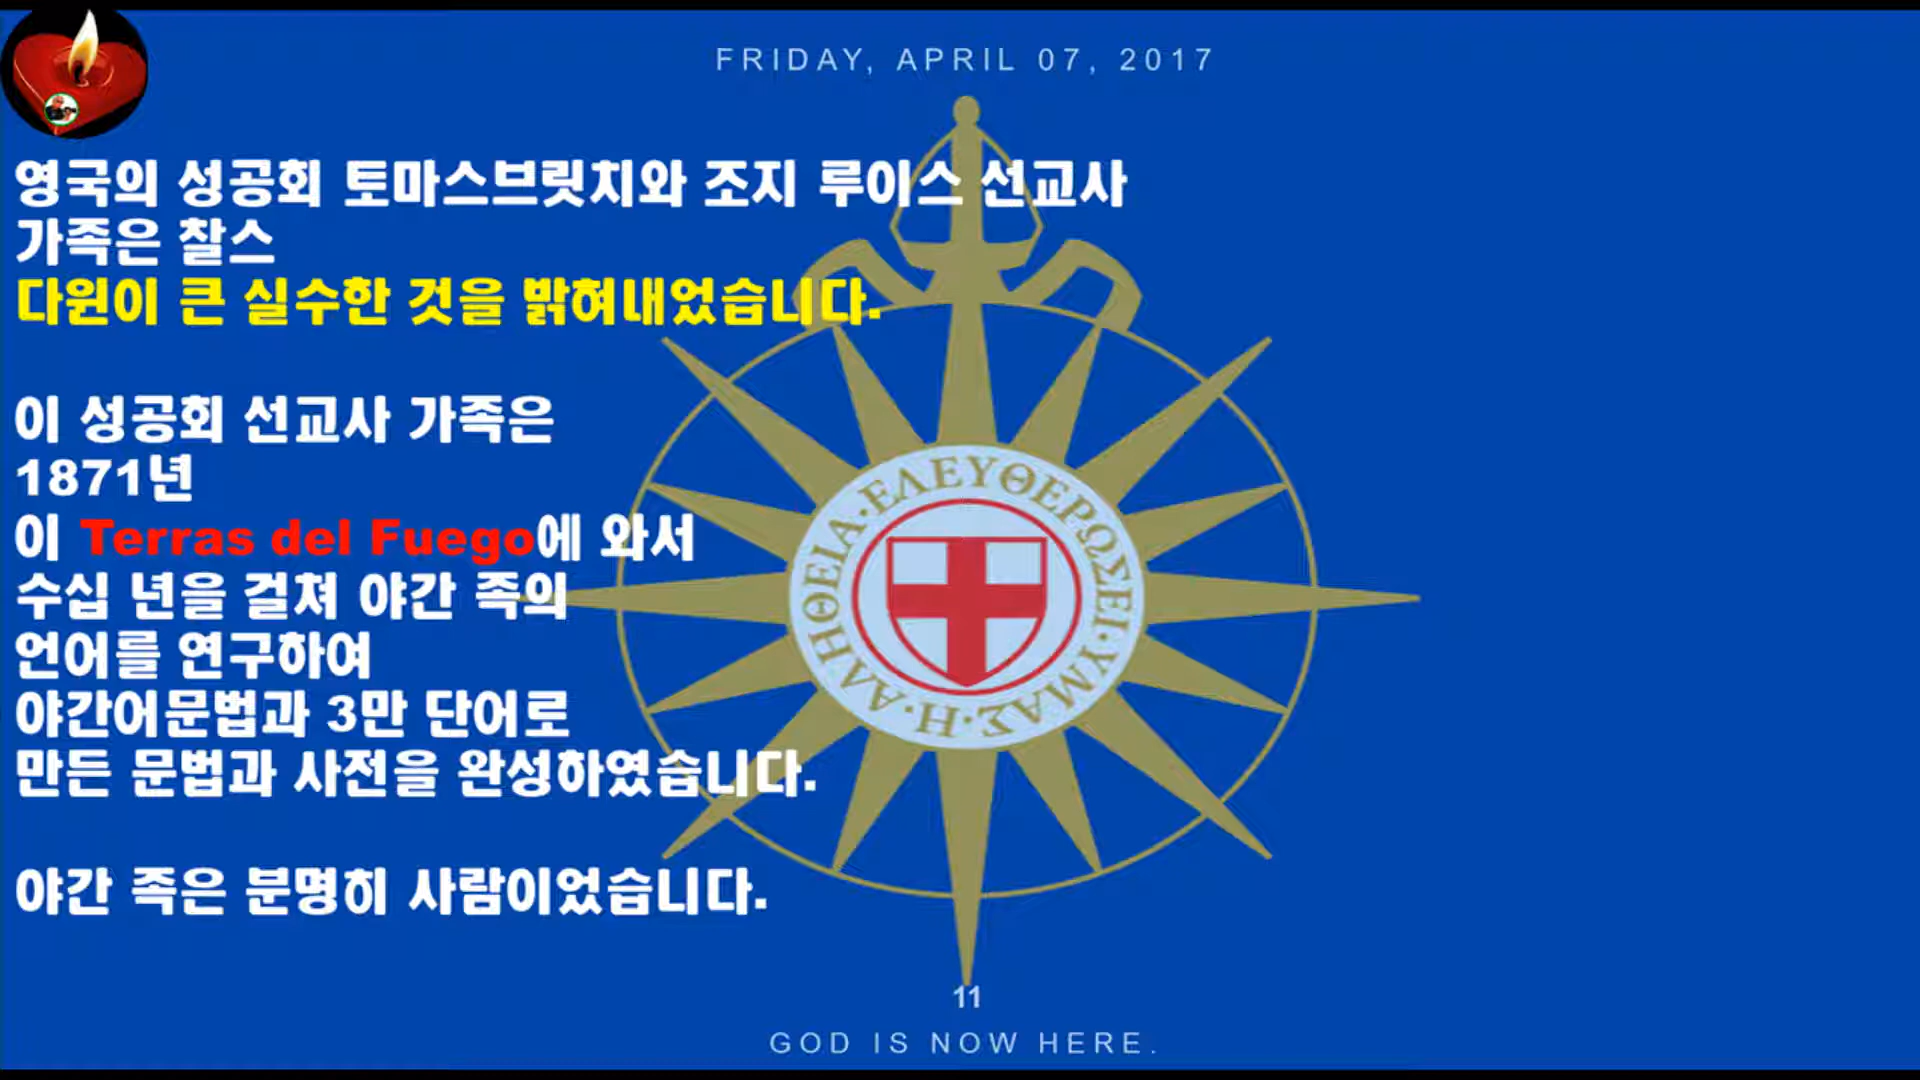 FRIDAY, APRIL 07, 2017
영국의 성공회 토마스브릿치와 조지 루이스 선교사
가족은 찰스
다윈이 큰 실수한 것을 밝혀내었습니다.
이 성공회 선교사 가족은
1871년
이 Terras del Fuego에 와서
수십 년을 걸쳐 야간 족의
언어를 연구하여
야간어문법과 3만 단어로
만든 문법과 사전을 완성하였습니다.
야간 족은 분명히 사람이었습니다.
Η·ΑΛΗΘΕΙΑ·ΕΛΕΥΘΕΡΩΣΕΙ·ΥΜΑΣ·
11
GOD IS NOW HERE.